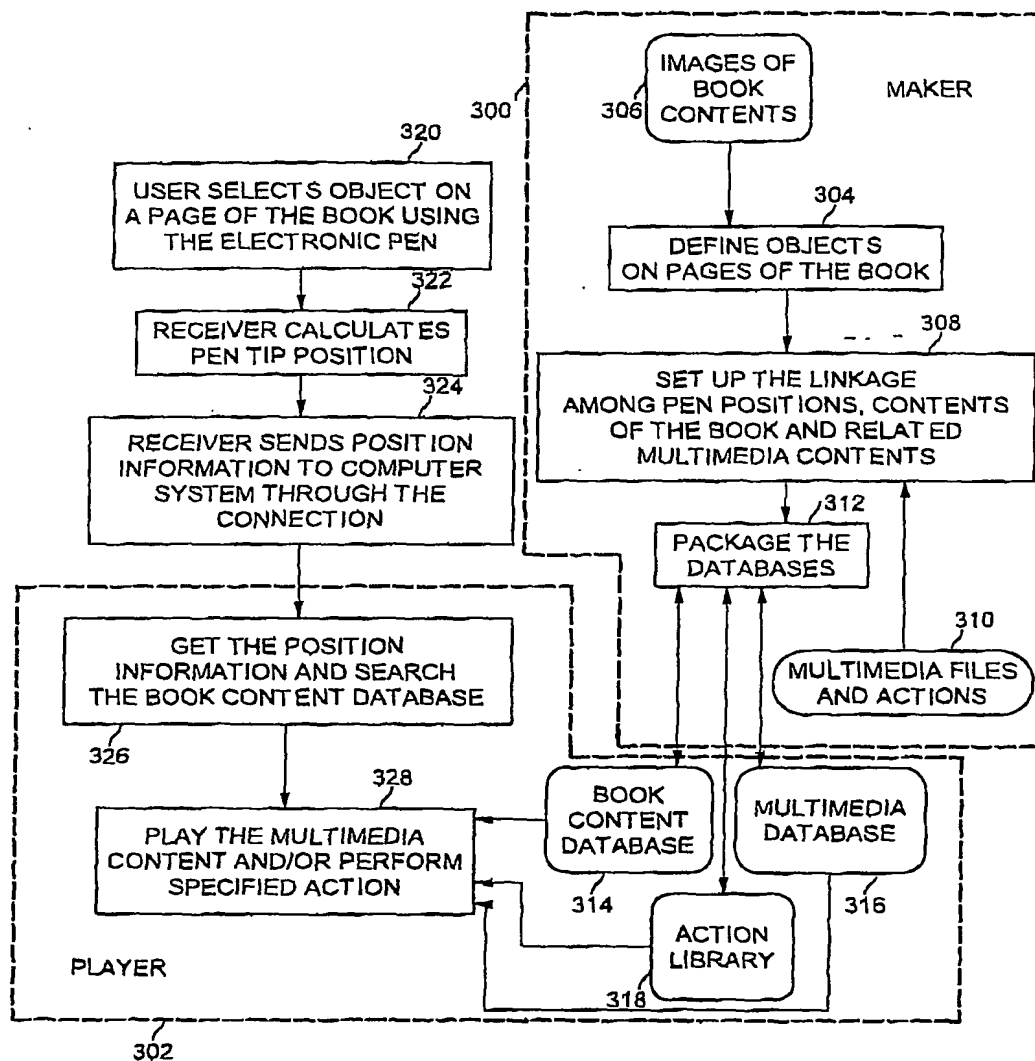 300
IMAGES OF
BOOK
CONTENTS
306
MAKER
304
DEFINE OBJECTS
ON PAGES OF THE BOOK
308
SET UP THE LINKAGE
AMONG PEN POSITIONS, CONTENTS
OF THE BOOK AND RELATED
MULTIMEDIA CONTENTS
312
PACKAGE THE
DATABASES
310
MULTIMEDIA FILES
AND ACTIONS
320
USER SELECTS OBJECT ON
A PAGE OF THE BOOK USING
THE ELECTRONIC PEN
322
RECEIVER CALCULATES
PEN TIP POSITION
324
RECEIVER SENDS POSITION
INFORMATION TO COMPUTER
SYSTEM THROUGH THE
CONNECTION
GET THE POSITION
INFORMATION AND SEARCH
THE BOOK CONTENT DATABASE
326
328
PLAY THE MULTIMEDIA
CONTENT AND/OR PERFORM
SPECIFIED ACTION
BOOK
CONTENT
DATABASE
314
MULTIMEDIA
DATABASE
316
ACTION
LIBRARY
318
PLAYER
302